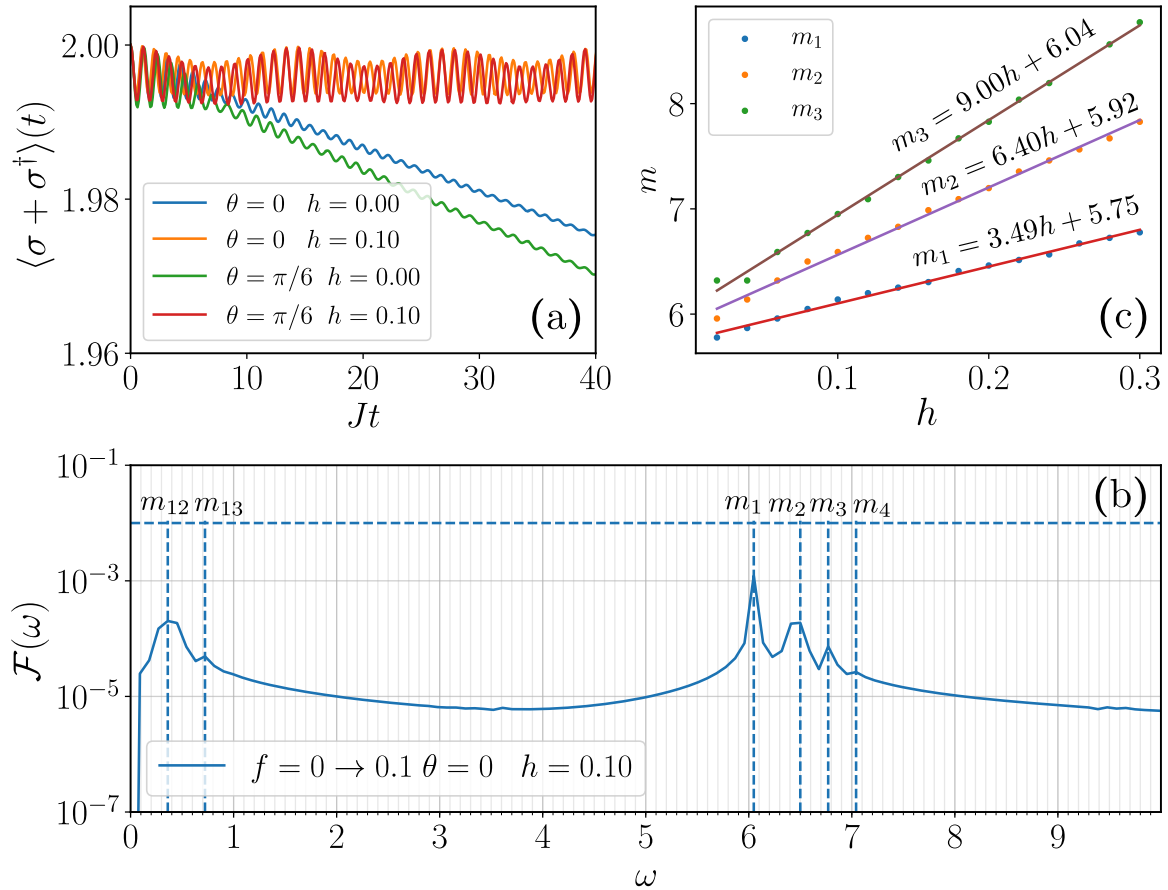 ⟨σ + σ†⟩(t)
2.00
1.98
1.96
θ = 0 h = 0.00
θ = 0 h = 0.10
θ = π/6 h = 0.00
θ = π/6 h = 0.10
(a)
0 10 20 30 40
Jt
m
8
7
6
m₁
m₂
m₃
m₃ = 9.00h + 6.04
m₂ = 6.40h + 5.92
m₁ = 3.49h + 5.75
(c)
0.1 0.2 0.3
h
F(ω)
10⁻¹
10⁻³
10⁻⁵
10⁻⁷
m₁₂ m₁₃ m₁ m₂ m₃ m₄
(b)
f = 0 → 0.1 θ = 0 h = 0.10
0 1 2 3 4 5 6 7 8 9
ω